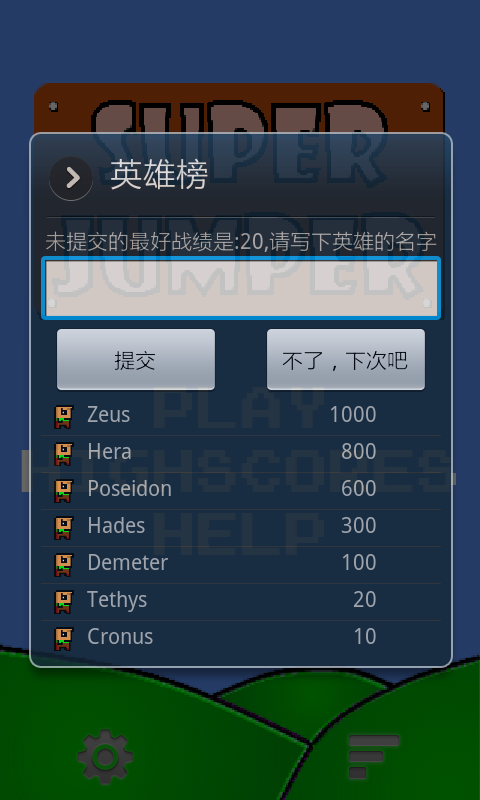 SUPER
英雄榜
未提交的最好战绩是:20,请写下英雄的名字
JUMPER
提交
不了，下次吧
PLAY
HIGHSCORES
HELP
Zeus 1000
Hera 800
Poseidon 600
Hades 300
Demeter 100
Tethys 20
Cronus 10